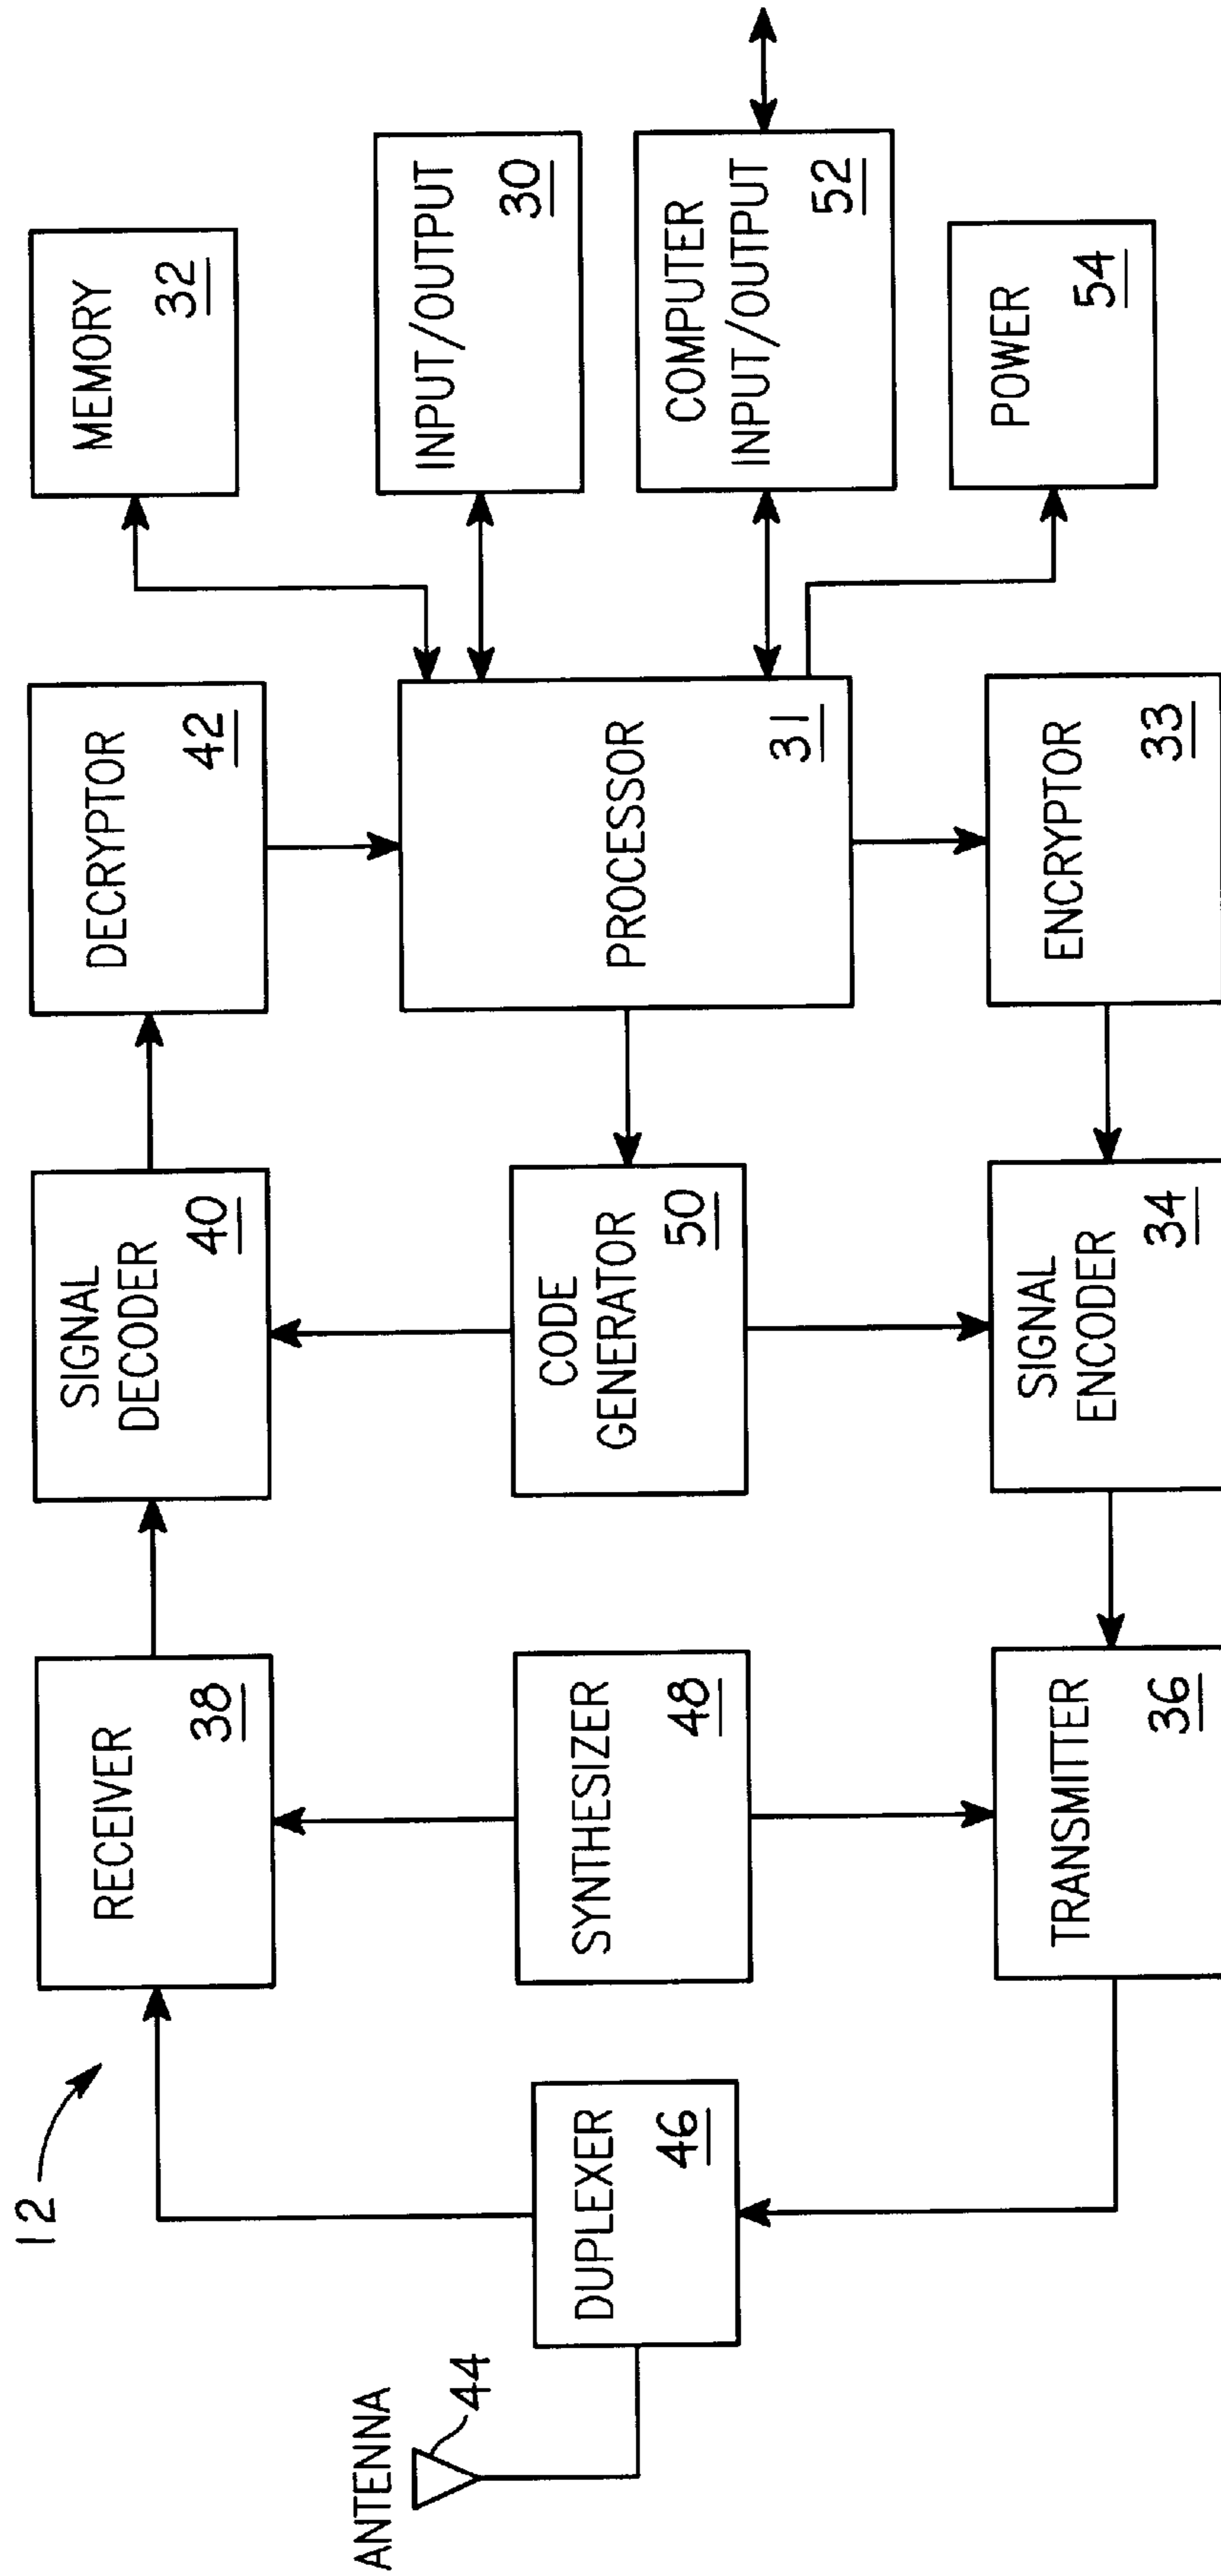 12
ANTENNA
44
DUPLEXER
46
RECEIVER
38
SYNTHESIZER
48
TRANSMITTER
36
SIGNAL
DECODER
40
CODE
GENERATOR
50
SIGNAL
ENCODER
34
DECRYPTOR
42
PROCESSOR
31
ENCRYPTOR
33
MEMORY
32
INPUT/OUTPUT
30
COMPUTER
INPUT/OUTPUT
52
POWER
54